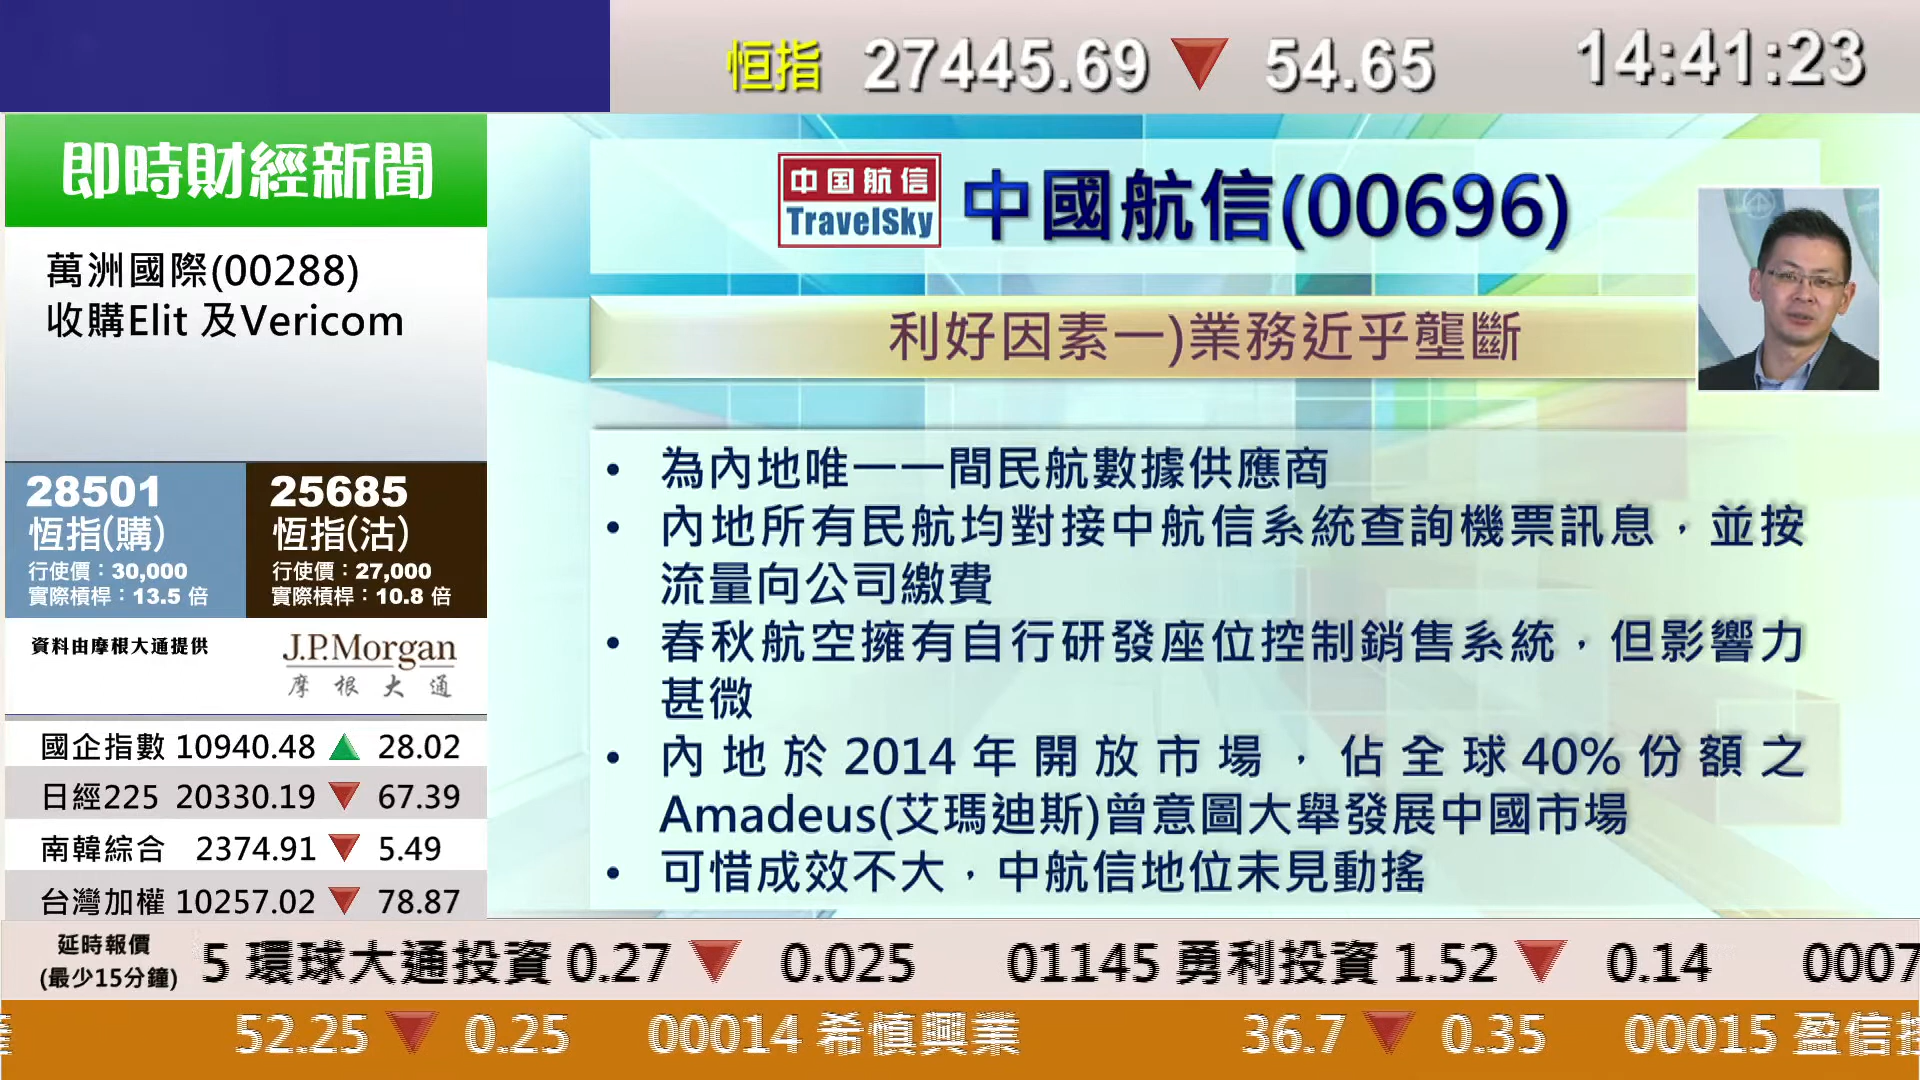 恒指 27445.69 ▼ 54.65 14:41:23
即時財經新聞
萬洲國際(00288)
收購Elit 及Vericom
28501
恆指(購)
行使價：30,000
實際槓桿：13.5 倍
25685
恆指(沽)
行使價：27,000
實際槓桿：10.8 倍
資料由摩根大通提供
J.P.Morgan
摩根大通
國企指數 10940.48 ▲ 28.02
日經225 20330.19 ▼ 67.39
南韓綜合 2374.91 ▼ 5.49
台灣加權 10257.02 ▼ 78.87
中国航信
TravelSky
中國航信(00696)
利好因素一)業務近乎壟斷
• 為內地唯一一間民航數據供應商
• 內地所有民航均對接中航信系統查詢機票訊息，並按
流量向公司繳費
• 春秋航空擁有自行研發座位控制銷售系統，但影響力
甚微
• 內地於2014年開放市場，佔全球40%份額之
Amadeus(艾瑪迪斯)曾意圖大舉發展中國市場
• 可惜成效不大，中航信地位未見動搖
延時報價
(最少15分鐘)
5 環球大通投資 0.27 ▼ 0.025 01145 勇利投資 1.52 ▼ 0.14 0007
52.25 ▼ 0.25 00014 希慎興業 36.7 ▼ 0.35 00015 盈信